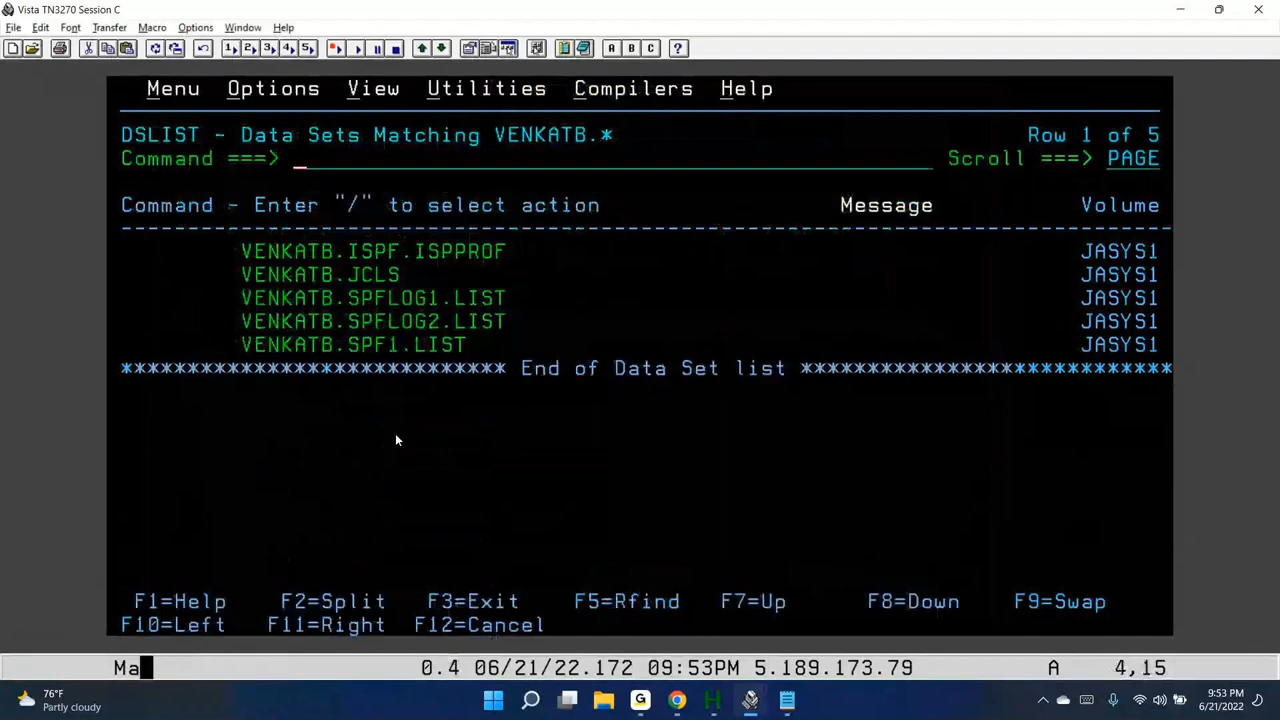 Vista TN3270 Session C
File Edit Font Transfer Macro Options Window Help
1 2 3 4 5 A B C ?
Menu Options View Utilities Compilers Help
DSLIST - Data Sets Matching VENKATB.* Row 1 of 5
Command ===> Scroll ===> PAGE
Command - Enter "/" to select action Message Volume
-------------------------------------------------------------------------------
VENKATB.ISPF.ISPPROF JASYS1
VENKATB.JCLS JASYS1
VENKATB.SPFLOG1.LIST JASYS1
VENKATB.SPFLOG2.LIST JASYS1
VENKATB.SPF1.LIST JASYS1
***************************** End of Data Set list ****************************
F1=Help F2=Split F3=Exit F5=Rfind F7=Up F8=Down F9=Swap
F10=Left F11=Right F12=Cancel
Ma 0.4 06/21/22.172 09:53PM 5.189.173.79 A 4,15
76°F
Partly cloudy
G H
9:53 PM
6/21/2022